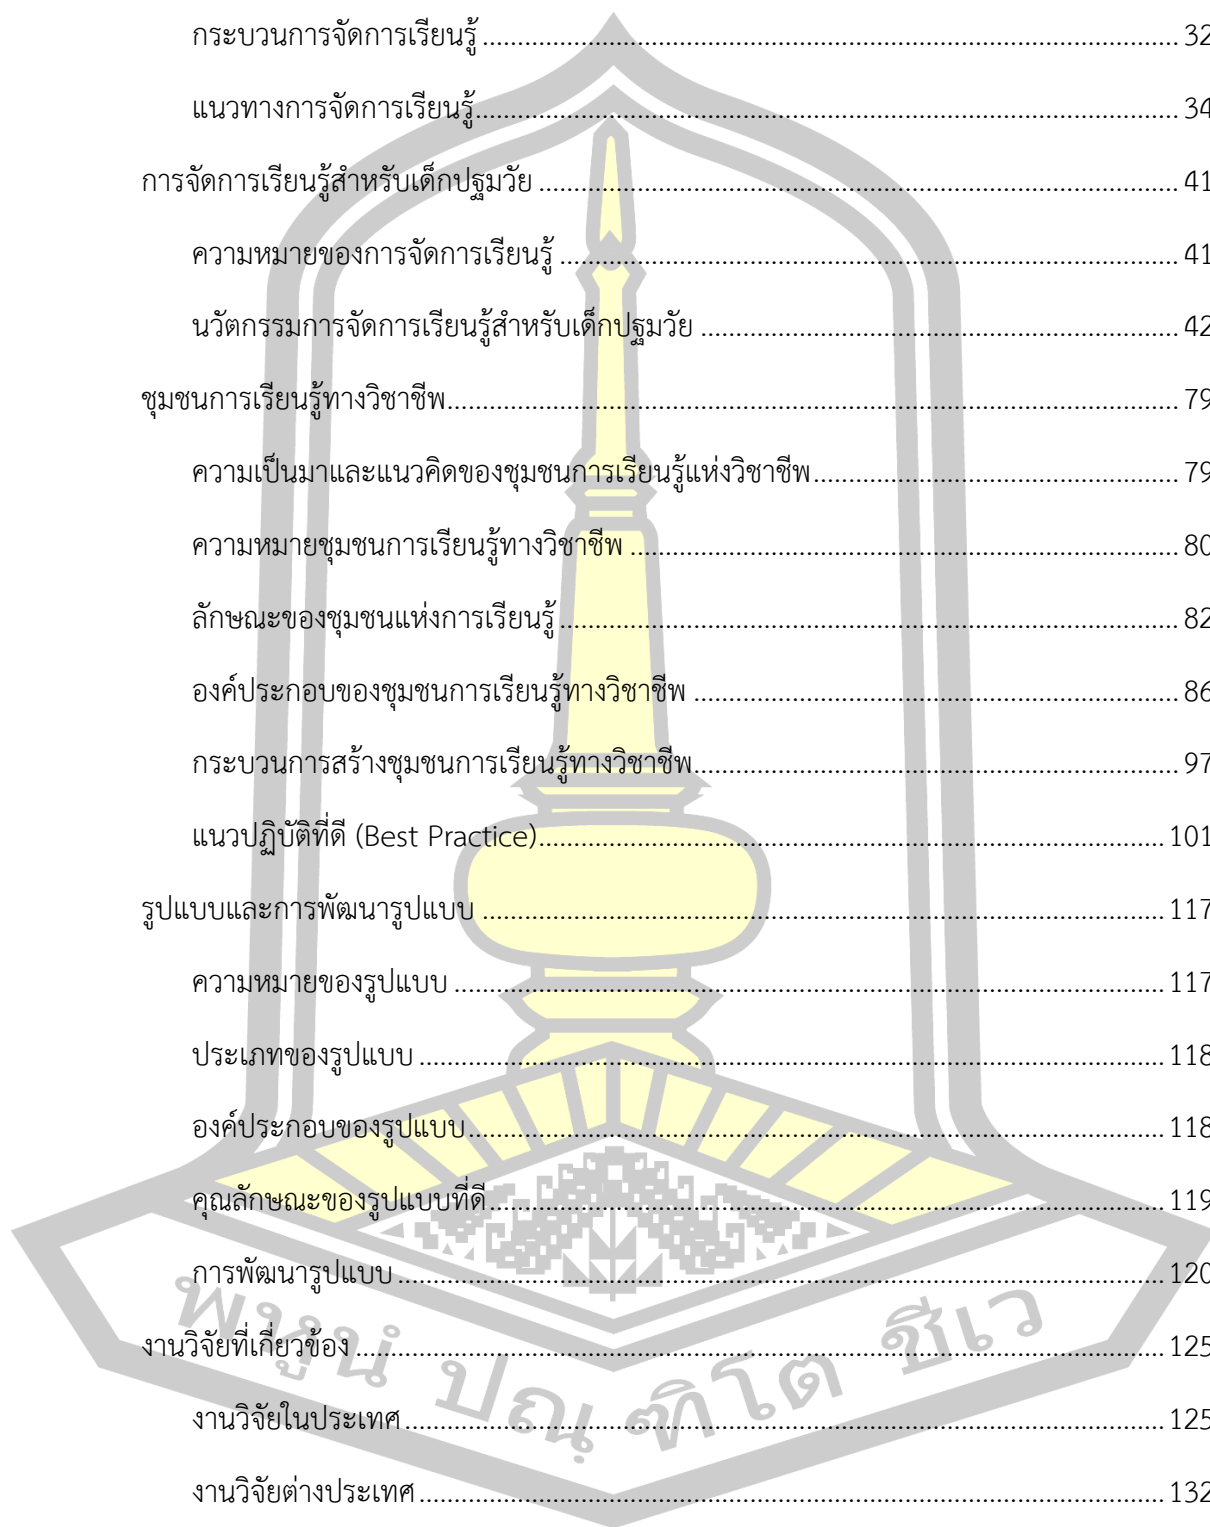 กระบวนการจัดการเรียนรู้ 32
แนวทางการจัดการเรียนรู้ 34
การจัดการเรียนรู้สำหรับเด็กปฐมวัย 41
ความหมายของการจัดการเรียนรู้ 41
นวัตกรรมการจัดการเรียนรู้สำหรับเด็กปฐมวัย 42
ชุมชนการเรียนรู้ทางวิชาชีพ 79
ความเป็นมาและแนวคิดของชุมชนการเรียนรู้แห่งวิชาชีพ 79
ความหมายชุมชนการเรียนรู้ทางวิชาชีพ 80
ลักษณะของชุมชนแห่งการเรียนรู้ 82
องค์ประกอบของชุมชนการเรียนรู้ทางวิชาชีพ 86
กระบวนการสร้างชุมชนการเรียนรู้ทางวิชาชีพ 97
แนวปฏิบัติที่ดี (Best Practice) 101
รูปแบบและการพัฒนารูปแบบ 117
ความหมายของรูปแบบ 117
ประเภทของรูปแบบ 118
องค์ประกอบของรูปแบบ 118
คุณลักษณะของรูปแบบที่ดี 119
การพัฒนารูปแบบ 120
งานวิจัยที่เกี่ยวข้อง 125
งานวิจัยในประเทศ 125
งานวิจัยต่างประเทศ 132
พหูนํ ปณฺฑิโต ชีเว